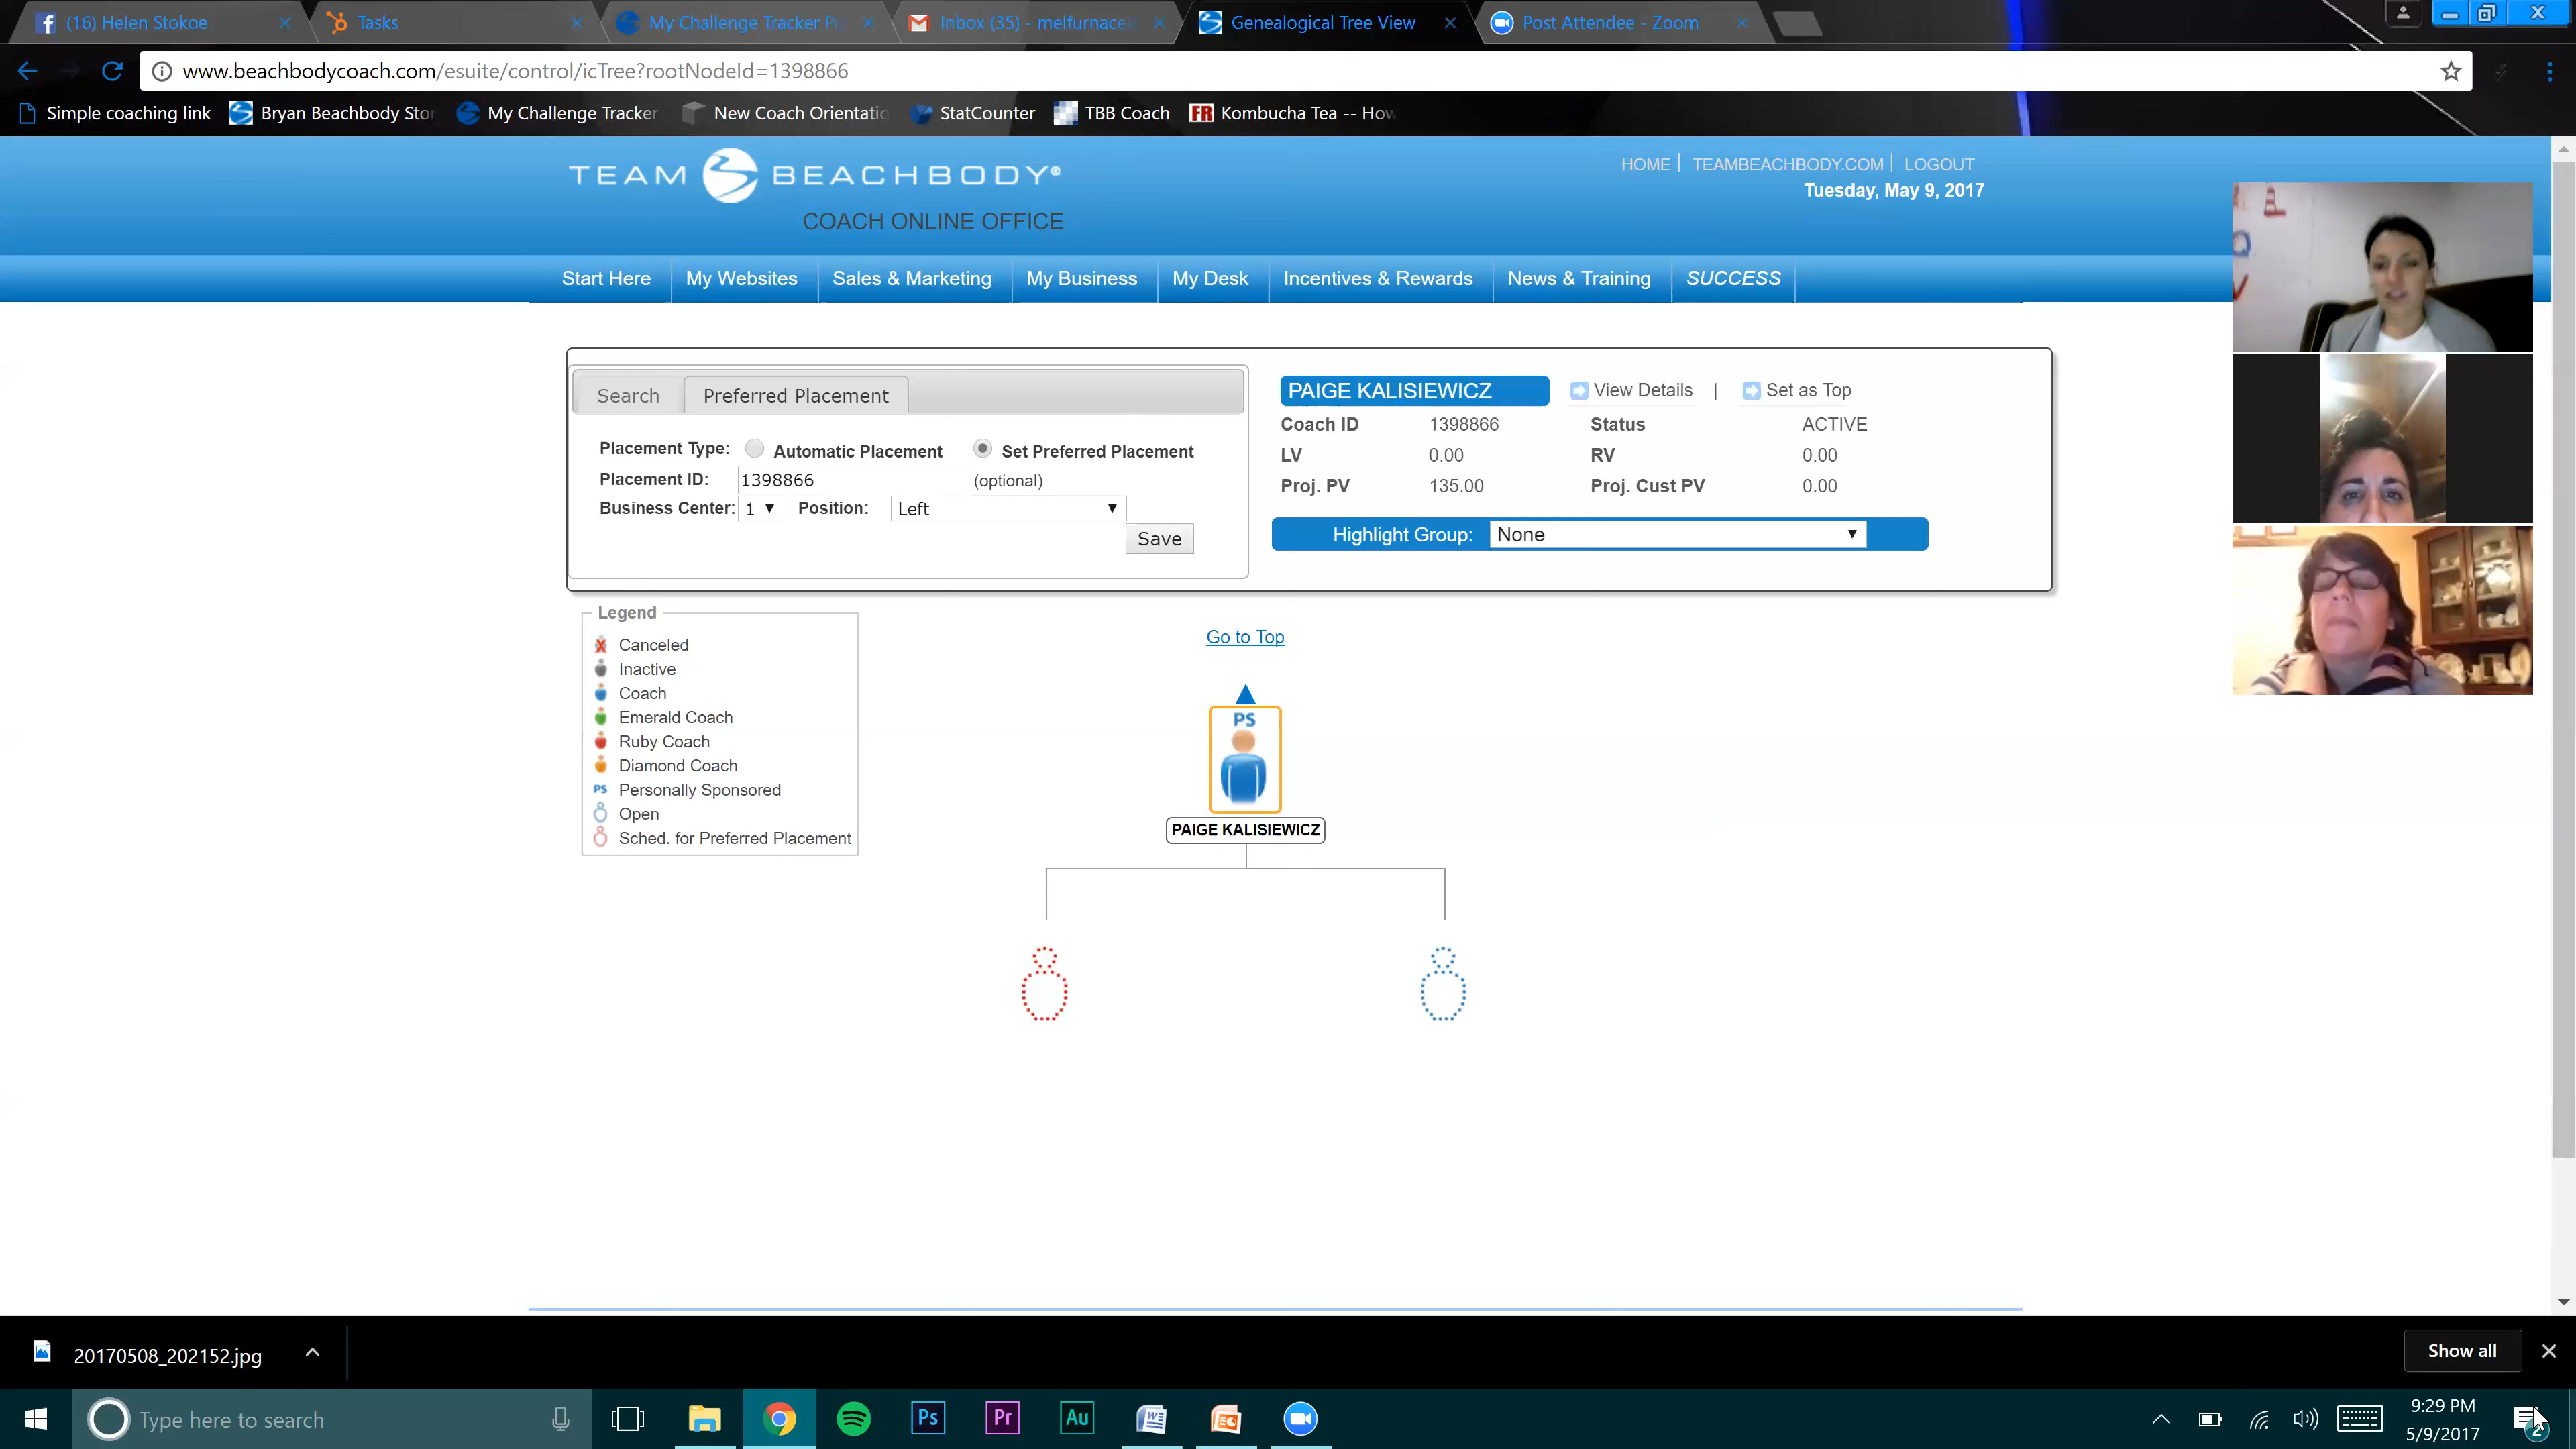 (16) Helen Stokoe
Tasks
My Challenge Tracker P
Inbox (35) - melfurnace
Genealogical Tree View
Post Attendee - Zoom
www.beachbodycoach.com/esuite/control/icTree?rootNodeId=1398866
Simple coaching link
Bryan Beachbody Stor
My Challenge Tracker
New Coach Orientatio
StatCounter
TBB Coach
FR Kombucha Tea -- How
TEAM BEACHBODY®
COACH ONLINE OFFICE
HOME | TEAMBEACHBODY.COM | LOGOUT
Tuesday, May 9, 2017
Start Here
My Websites
Sales & Marketing
My Business
My Desk
Incentives & Rewards
News & Training
SUCCESS
Search
Preferred Placement
Placement Type: Automatic Placement Set Preferred Placement
Placement ID: 1398866 (optional)
Business Center: 1 Position: Left
Save
PAIGE KALISIEWICZ View Details | Set as Top
Coach ID 1398866 Status ACTIVE
LV 0.00 RV 0.00
Proj. PV 135.00 Proj. Cust PV 0.00
Highlight Group: None
Legend
Canceled
Inactive
Coach
Emerald Coach
Ruby Coach
Diamond Coach
PS Personally Sponsored
Open
Sched. for Preferred Placement
Go to Top
PS
PAIGE KALISIEWICZ
20170508_202152.jpg
Show all
Type here to search
Ps
Pr
Au
9:29 PM
5/9/2017
2